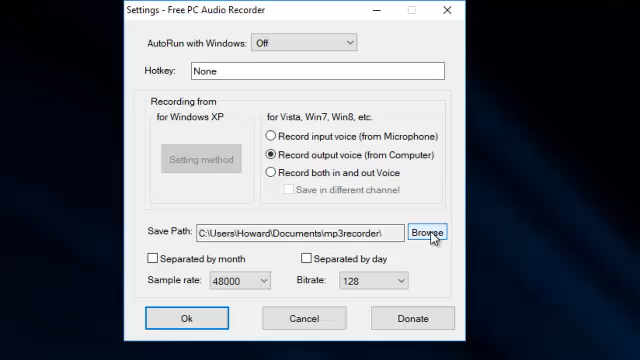 Settings - Free PC Audio Recorder
AutoRun with Windows: Off
Hotkey: None
Recording from
for Windows XP
for Vista, Win7, Win8, etc.
Setting method
Record input voice (from Microphone)
Record output voice (from Computer)
Record both in and out Voice
Save in different channel
Save Path: C:\Users\Howard\Documents\mp3recorder\ Browse
Separated by month Separated by day
Sample rate: 48000 Bitrate: 128
Ok Cancel Donate